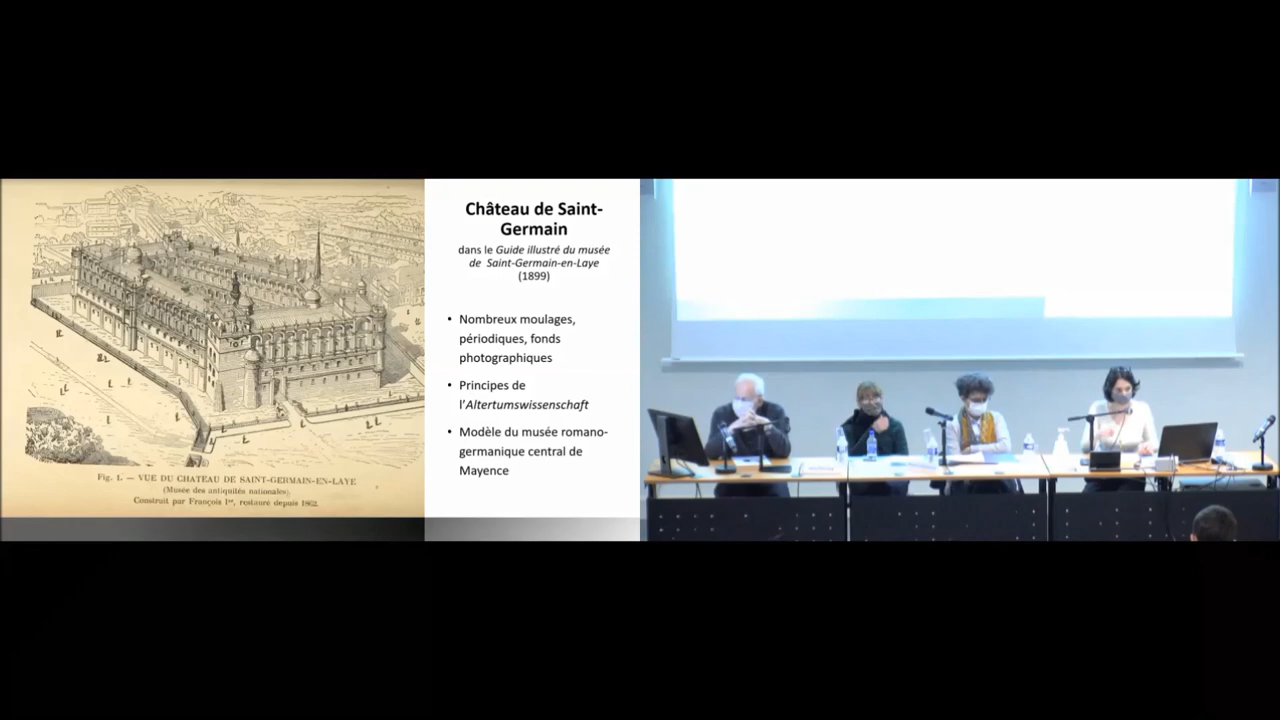 Fig. 1. — VUE DU CHATEAU DE SAINT-GERMAIN-EN-LAYE
(Musée des antiquités nationales).
Construit par François Iᵉʳ, restauré depuis 1862.
Château de Saint-
Germain
dans le Guide illustré du musée
de Saint-Germain-en-Laye
(1899)
• Nombreux moulages,
périodiques, fonds
photographiques
• Principes de
l'Altertumswissenschaft
• Modèle du musée romano-
germanique central de
Mayence